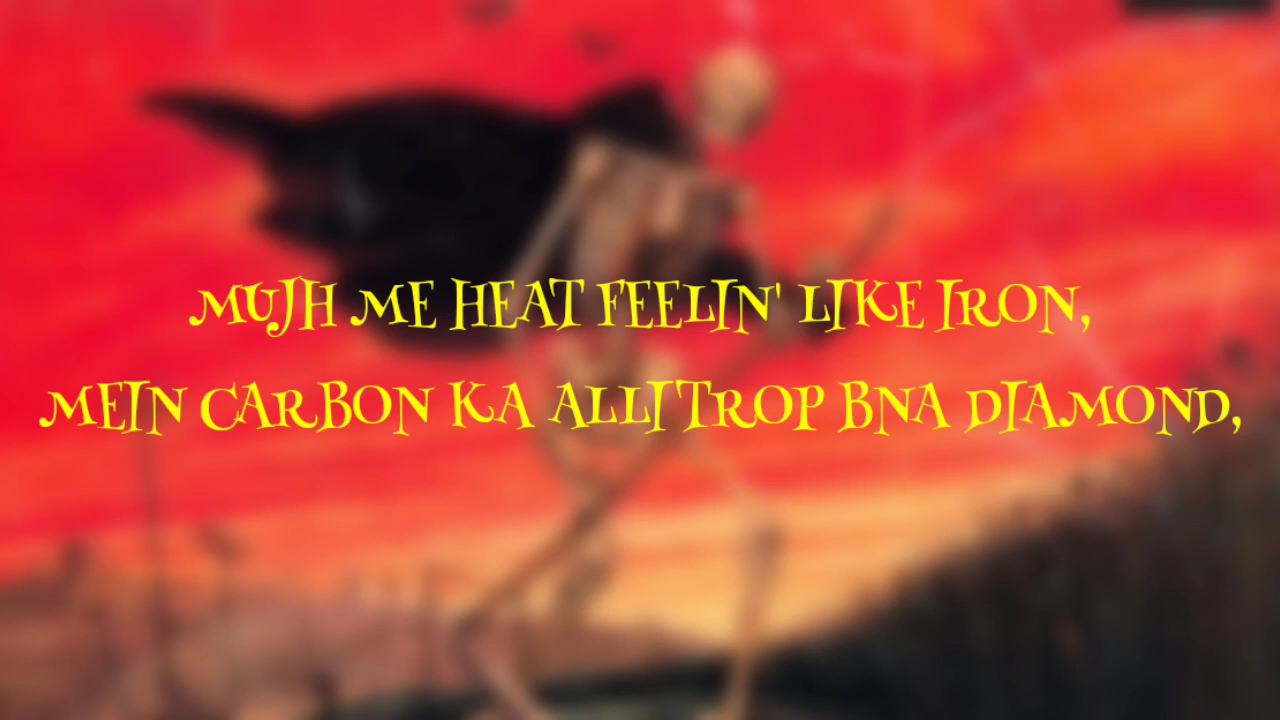 MUJH ME HEAT FEELIN' LIKE IRON,
MEIN CARBON KA ALLITROP BNA DIAMOND,